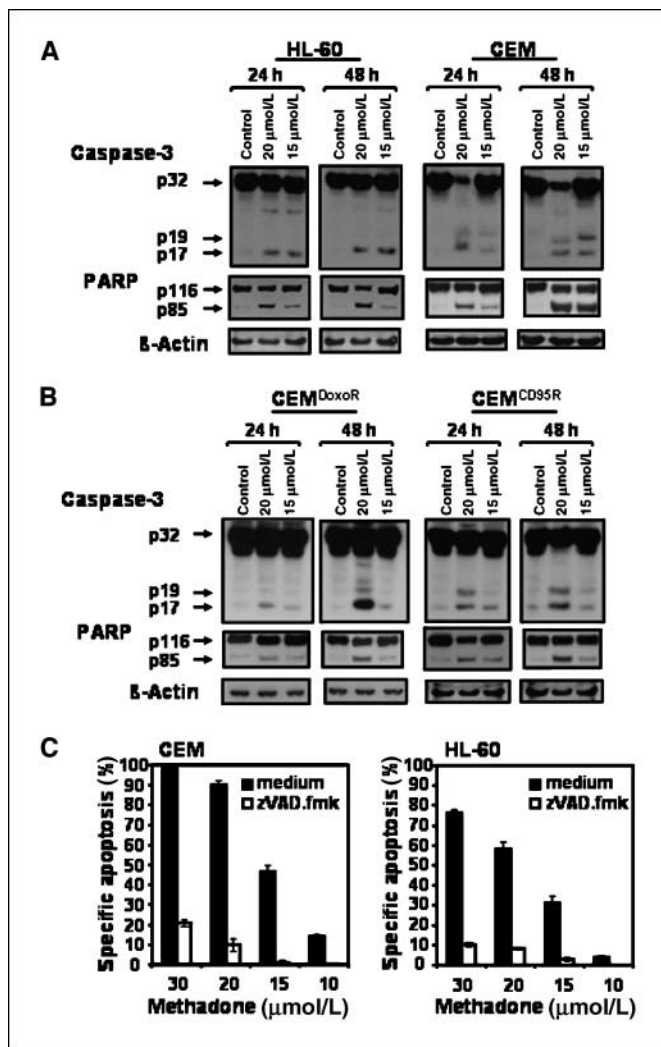 A
HL-60 CEM
24 h 48 h 24 h 48 h
Control 20 µmol/L 15 µmol/L Control 20 µmol/L 15 µmol/L Control 20 µmol/L 15 µmol/L Control 20 µmol/L 15 µmol/L
Caspase-3
p32
p19
p17
PARP
p116
p85
ß-Actin
B
CEM^DoxoR CEM^CD95R
24 h 48 h 24 h 48 h
Control 20 µmol/L 15 µmol/L Control 20 µmol/L 15 µmol/L Control 20 µmol/L 15 µmol/L Control 20 µmol/L 15 µmol/L
Caspase-3
p32
p19
p17
PARP
p116
p85
ß-Actin
C
CEM
Specific apoptosis (%)
100
90
80
70
60
50
40
30
20
10
0
medium
zVAD.fmk
30 20 15 10
Methadone (µmol/L)
HL-60
Specific apoptosis (%)
100
90
80
70
60
50
40
30
20
10
0
medium
zVAD.fmk
30 20 15 10
Methadone (µmol/L)